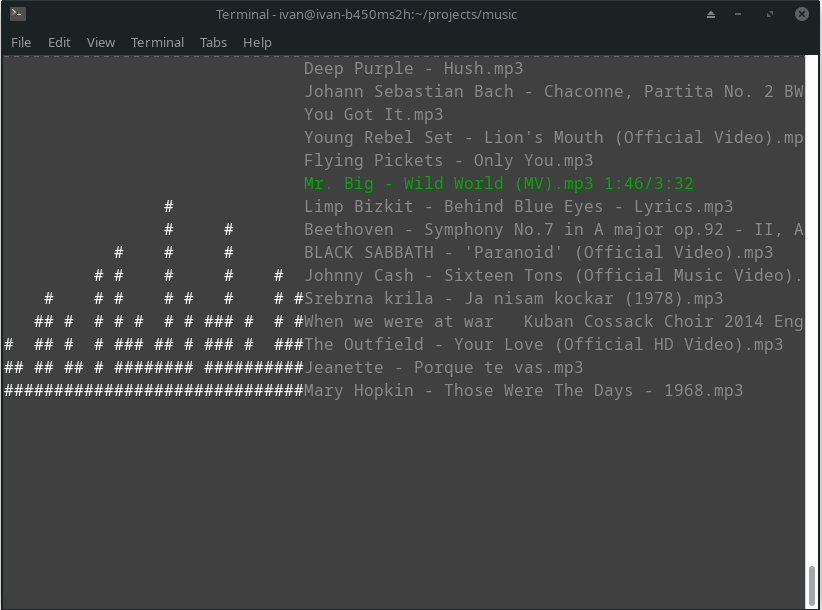 Terminal - ivan@ivan-b450ms2h:~/projects/music
File Edit View Terminal Tabs Help
Deep Purple - Hush.mp3
Johann Sebastian Bach - Chaconne, Partita No. 2 BW
You Got It.mp3
Young Rebel Set - Lion's Mouth (Official Video).mp
Flying Pickets - Only You.mp3
Mr. Big - Wild World (MV).mp3 1:46/3:32
# Limp Bizkit - Behind Blue Eyes - Lyrics.mp3
# # Beethoven - Symphony No.7 in A major op.92 - II, A
# # # BLACK SABBATH - 'Paranoid' (Official Video).mp3
# # # # # Johnny Cash - Sixteen Tons (Official Music Video).
# # # # # # # #Srebrna krila - Ja nisam kockar (1978).mp3
## # # # # # # ### # # #When we were at war   Kuban Cossack Choir 2014 Eng
# ## # # ### ## # ### # ###The Outfield - Your Love (Official HD Video).mp3
## ## ## # ######## ##########Jeanette - Porque te vas.mp3
##############################Mary Hopkin - Those Were The Days - 1968.mp3